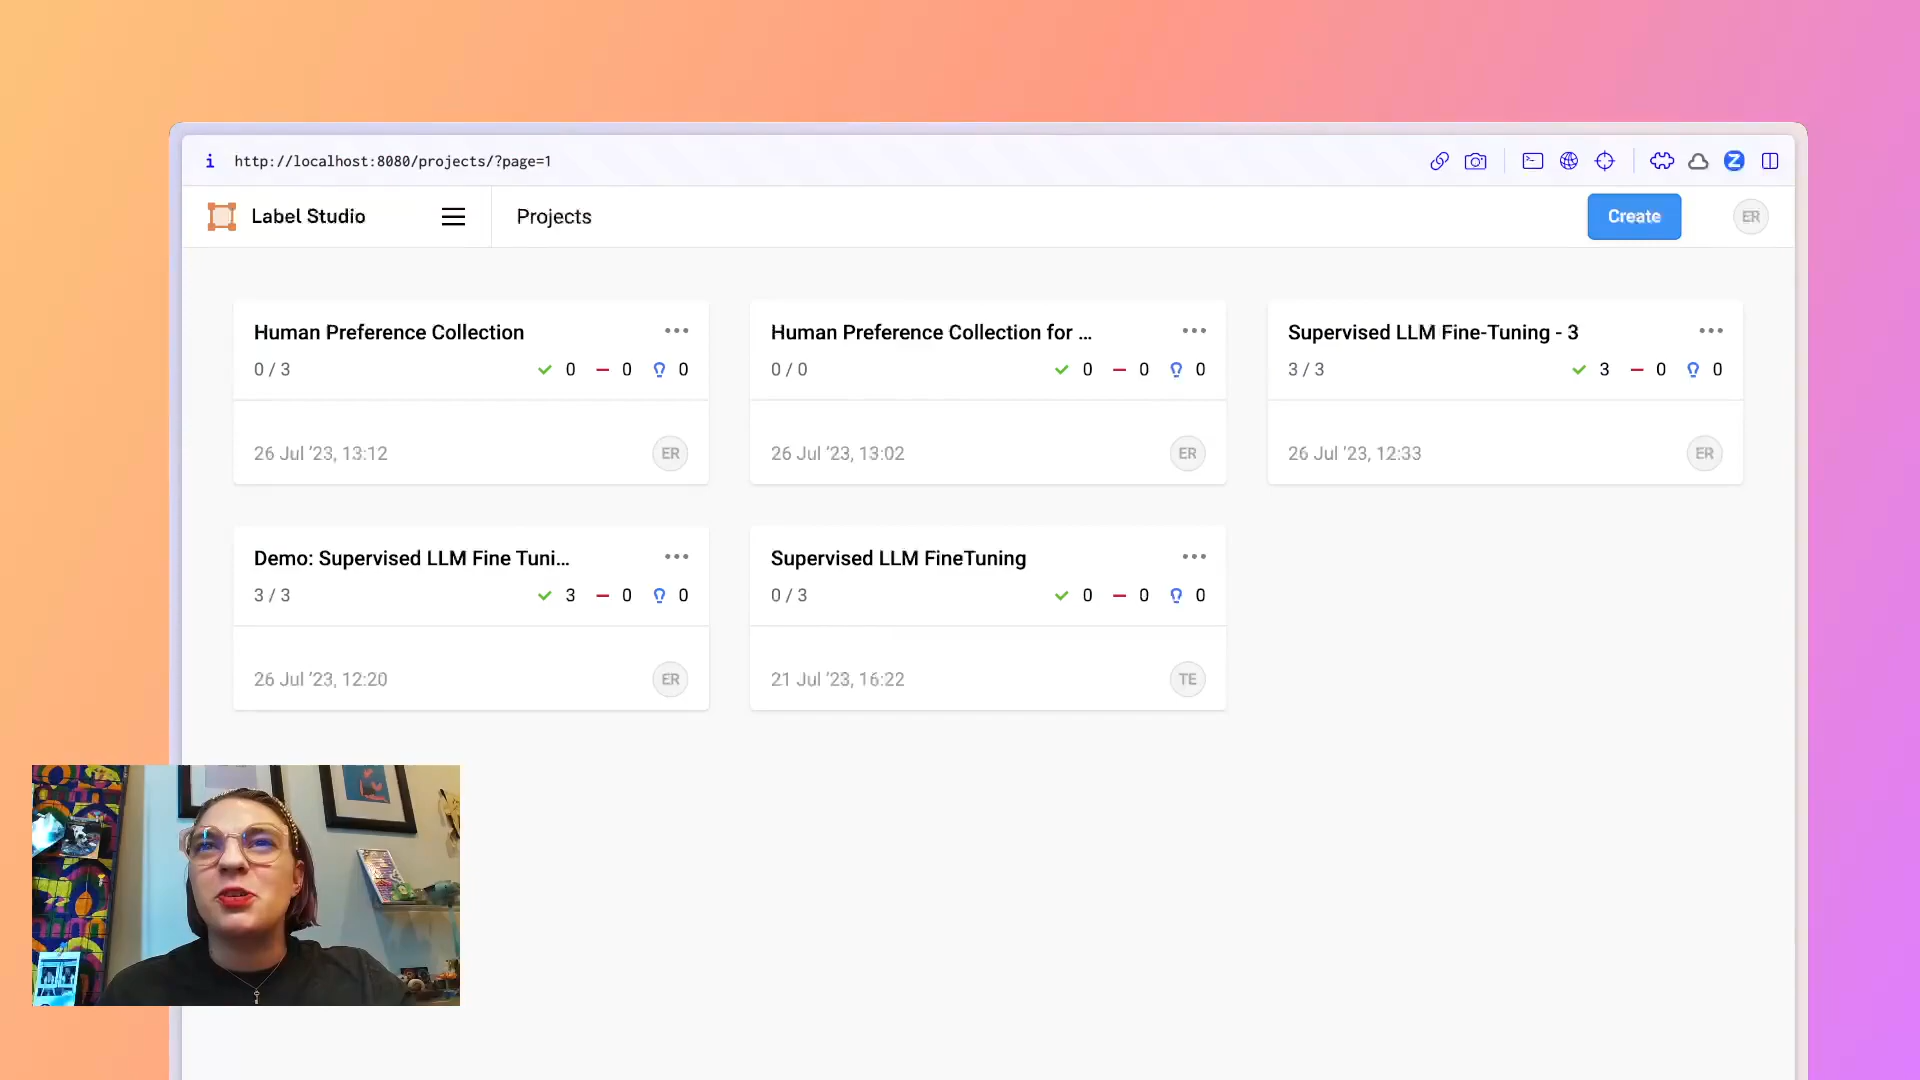 i http://localhost:8080/projects/?page=1
Label Studio
Projects
Create
ER
Human Preference Collection
0 / 3
0 0 0
26 Jul '23, 13:12
ER
Human Preference Collection for ...
0 / 0
0 0 0
26 Jul '23, 13:02
ER
Supervised LLM Fine-Tuning - 3
3 / 3
3 0 0
26 Jul '23, 12:33
ER
Demo: Supervised LLM Fine Tuni...
3 / 3
3 0 0
26 Jul '23, 12:20
ER
Supervised LLM FineTuning
0 / 3
0 0 0
21 Jul '23, 16:22
TE